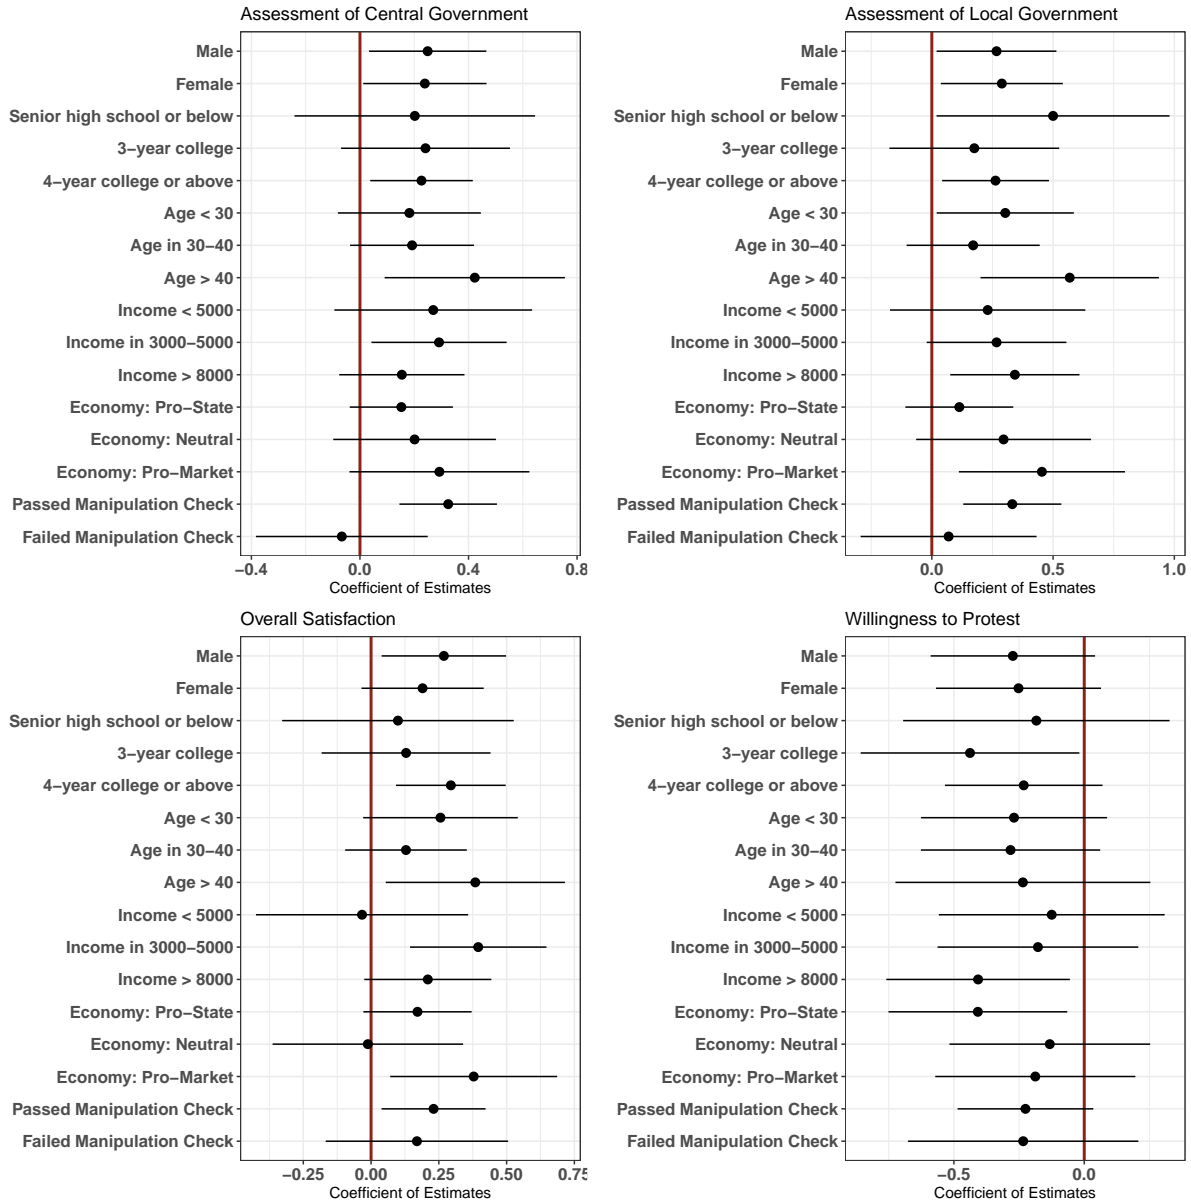 Assessment of Central Government
Male
Female
Senior high school or below
3−year college
4−year college or above
Age < 30
Age in 30−40
Age > 40
Income < 5000
Income in 3000−5000
Income > 8000
Economy: Pro−State
Economy: Neutral
Economy: Pro−Market
Passed Manipulation Check
Failed Manipulation Check
−0.4 0.0 0.4 0.8
Coefficient of Estimates
Assessment of Local Government
Male
Female
Senior high school or below
3−year college
4−year college or above
Age < 30
Age in 30−40
Age > 40
Income < 5000
Income in 3000−5000
Income > 8000
Economy: Pro−State
Economy: Neutral
Economy: Pro−Market
Passed Manipulation Check
Failed Manipulation Check
0.0 0.5 1.0
Coefficient of Estimates
Overall Satisfaction
Male
Female
Senior high school or below
3−year college
4−year college or above
Age < 30
Age in 30−40
Age > 40
Income < 5000
Income in 3000−5000
Income > 8000
Economy: Pro−State
Economy: Neutral
Economy: Pro−Market
Passed Manipulation Check
Failed Manipulation Check
−0.25 0.00 0.25 0.50 0.75
Coefficient of Estimates
Willingness to Protest
Male
Female
Senior high school or below
3−year college
4−year college or above
Age < 30
Age in 30−40
Age > 40
Income < 5000
Income in 3000−5000
Income > 8000
Economy: Pro−State
Economy: Neutral
Economy: Pro−Market
Passed Manipulation Check
Failed Manipulation Check
−0.5 0.0
Coefficient of Estimates